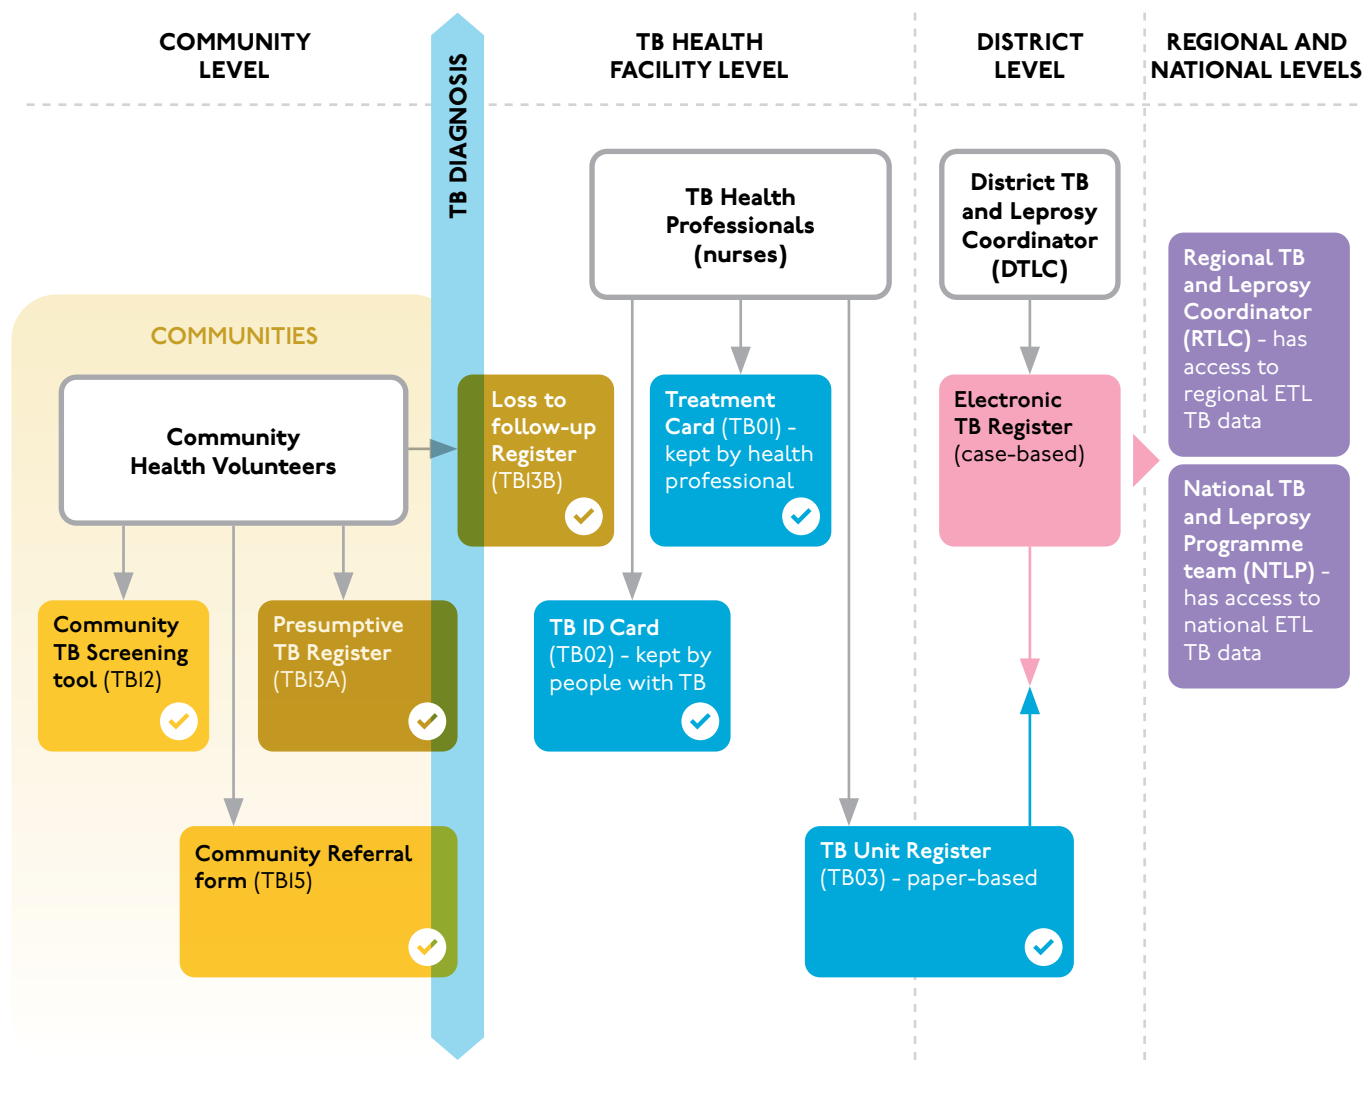 COMMUNITY
LEVEL
TB DIAGNOSIS
TB HEALTH
FACILITY LEVEL
DISTRICT
LEVEL
REGIONAL AND
NATIONAL LEVELS
COMMUNITIES
Community
Health Volunteers
Community
TB Screening
tool (TB12)
Presumptive
TB Register
(TB13A)
Community Referral
form (TB15)
Loss to
follow-up
Register
(TB13B)
TB Health
Professionals
(nurses)
Treatment
Card (TB01) -
kept by health
professional
TB ID Card
(TB02) - kept by
people with TB
TB Unit Register
(TB03) - paper-based
District TB
and Leprosy
Coordinator
(DTLC)
Electronic
TB Register
(case-based)
Regional TB
and Leprosy
Coordinator
(RTLC) - has
access to
regional ETL
TB data
National TB
and Leprosy
Programme
team (NTLP) -
has access to
national ETL
TB data